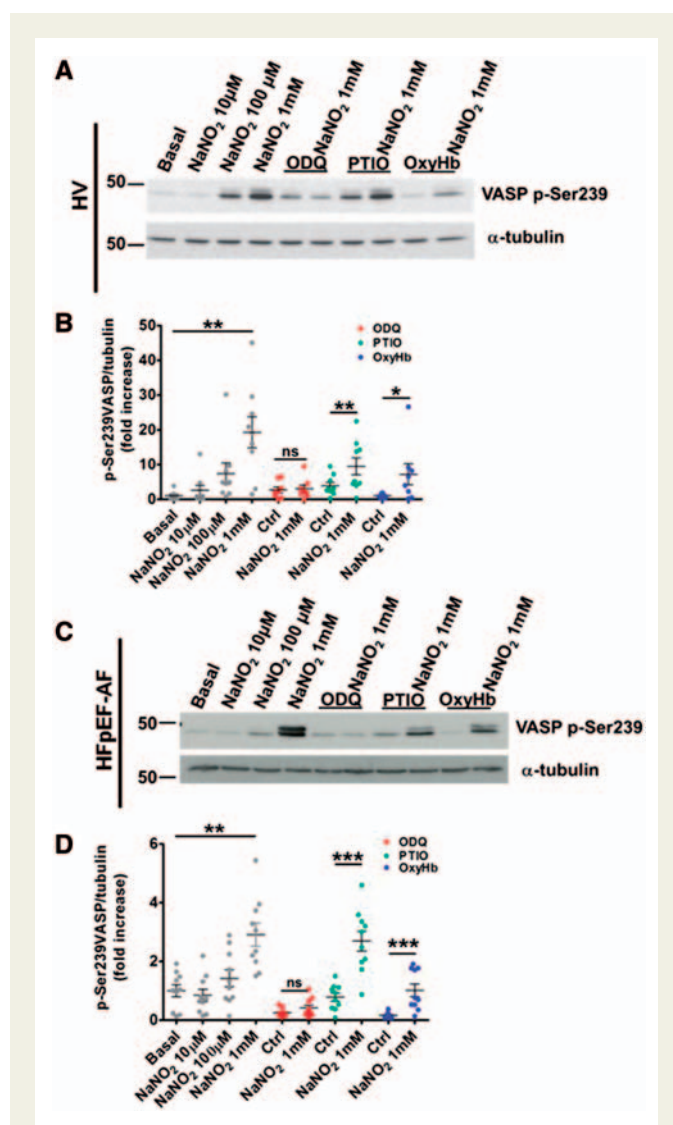 A
Basal
NaNO₂ 10µM
NaNO₂ 100 µM
NaNO₂ 1mM
ODQ
NaNO₂ 1mM
PTIO
NaNO₂ 1mM
OxyHb
NaNO₂ 1mM
HV
50
VASP p-Ser239
50
α-tubulin
B
p-Ser239VASP/tubulin
(fold increase)
50
40
30
20
10
0
**
ns
**
*
ODQ
PTIO
OxyHb
Basal
NaNO₂ 10µM
NaNO₂ 100µM
NaNO₂ 1mM
Ctrl
NaNO₂ 1mM
Ctrl
NaNO₂ 1mM
Ctrl
NaNO₂ 1mM
C
Basal
NaNO₂ 10µM
NaNO₂ 100 µM
NaNO₂ 1mM
ODQ
NaNO₂ 1mM
PTIO
NaNO₂ 1mM
OxyHb
NaNO₂ 1mM
HFpEF-AF
50
VASP p-Ser239
50
α-tubulin
D
p-Ser239VASP/tubulin
(fold increase)
6
4
2
0
**
ns
***
***
ODQ
PTIO
OxyHb
Basal
NaNO₂ 10µM
NaNO₂ 100µM
NaNO₂ 1mM
Ctrl
NaNO₂ 1mM
Ctrl
NaNO₂ 1mM
Ctrl
NaNO₂ 1mM